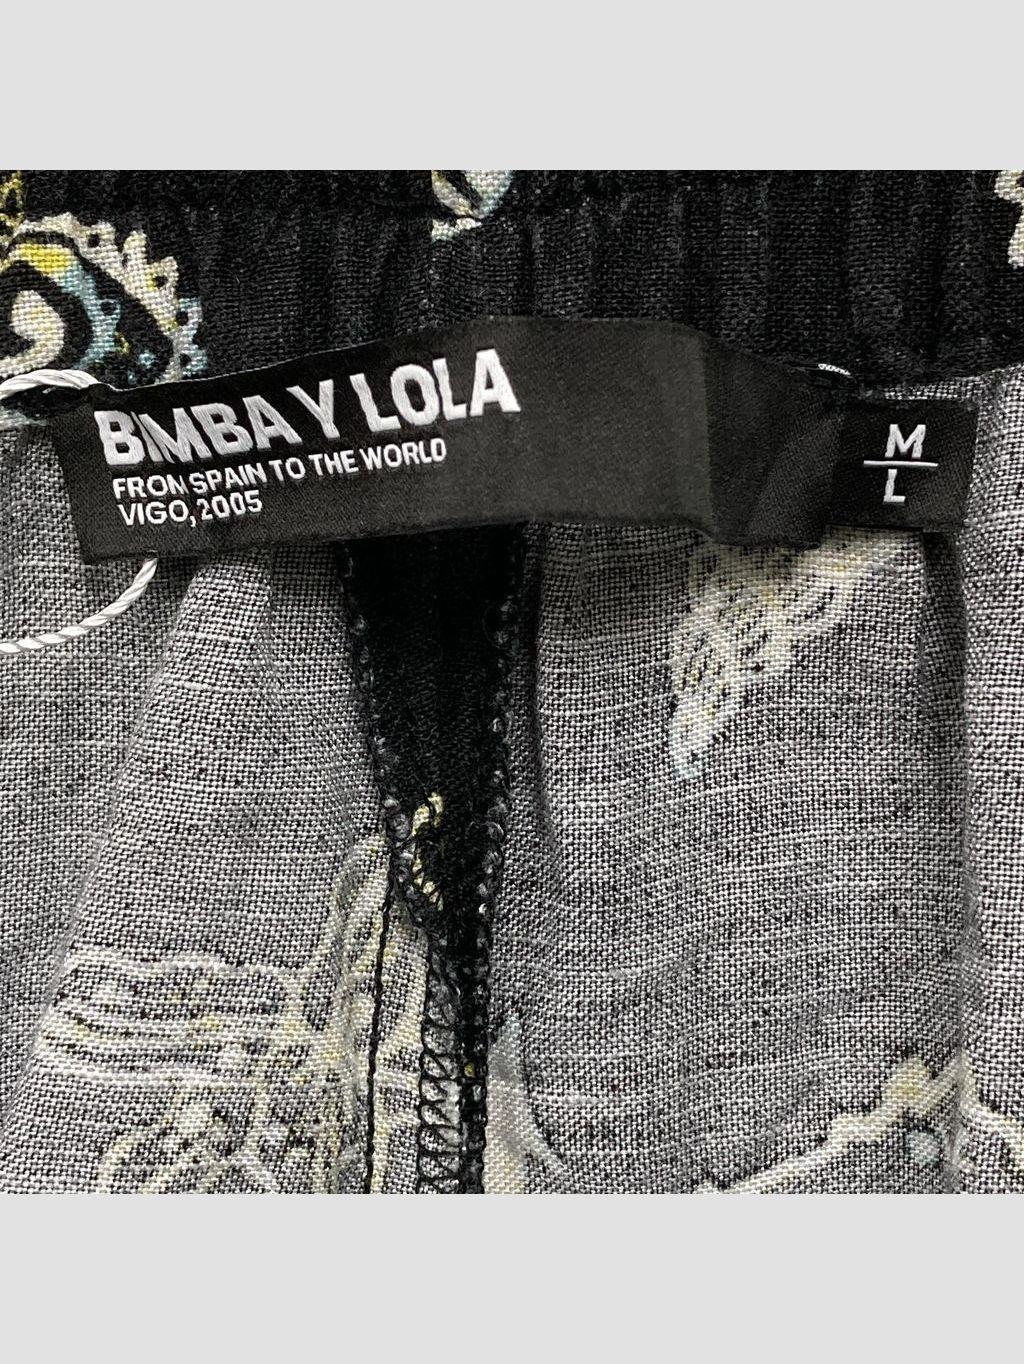 BIMBA Y LOLA
FROM SPAIN TO THE WORLD
VIGO, 2005
M
L